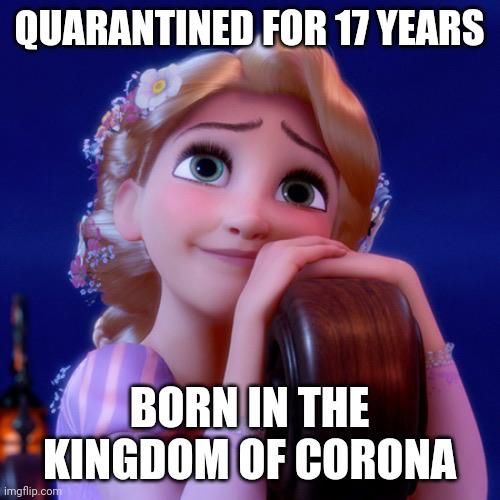 QUARANTINED FOR 17 YEARS
BORN IN THE
KINGDOM OF CORONA
imgflip.com